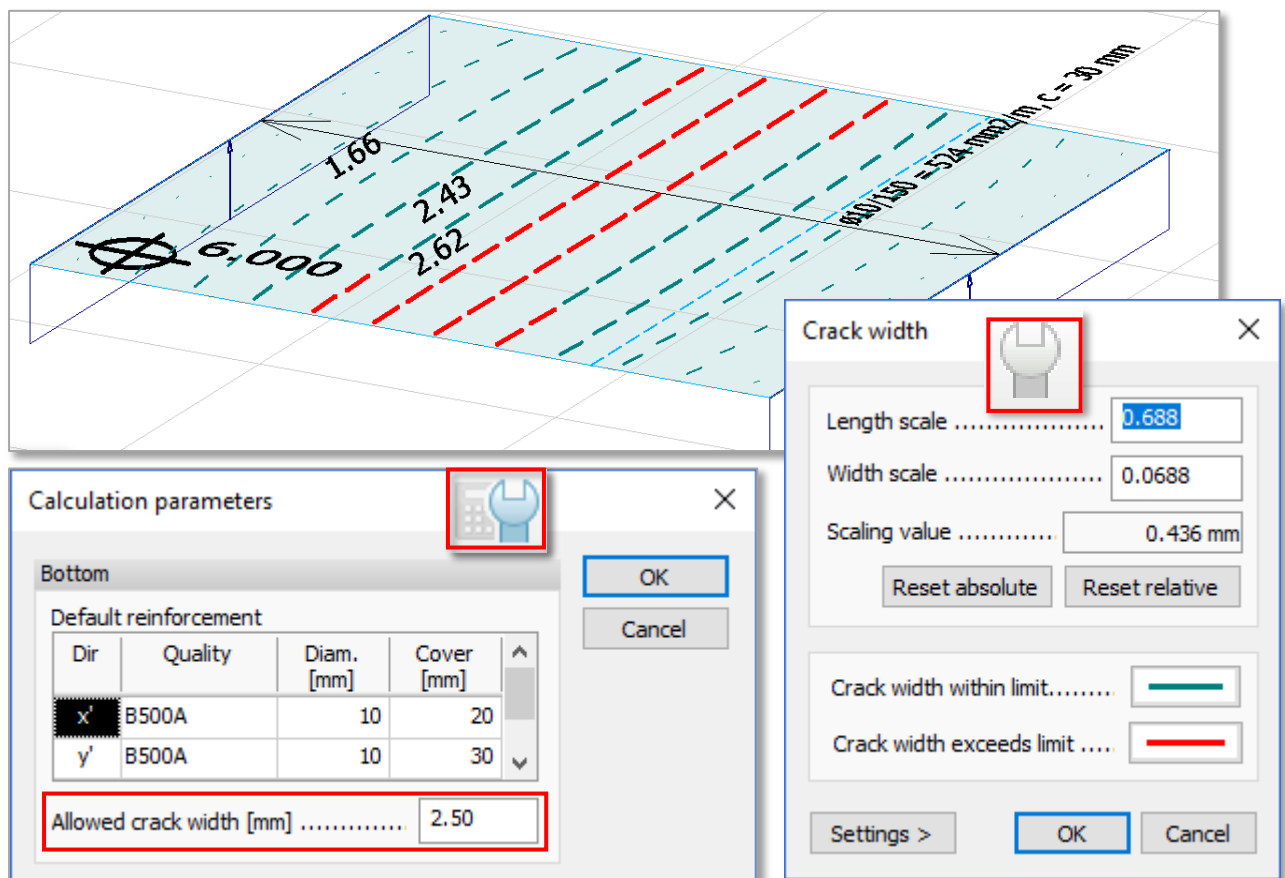 1.66
2.43
2.62
6.000
ø10/150 = 524 mm2/m, c = 30 mm
Calculation parameters
Bottom
Default reinforcement
Dir Quality Diam. [mm] Cover [mm]
x' B500A 10 20
y' B500A 10 30
Allowed crack width [mm] ............. 2.50
OK
Cancel
Crack width
Length scale ................... 0.688
Width scale .................... 0.0688
Scaling value ............ 0.436 mm
Reset absolute Reset relative
Crack width within limit.......
Crack width exceeds limit ....
Settings > OK Cancel